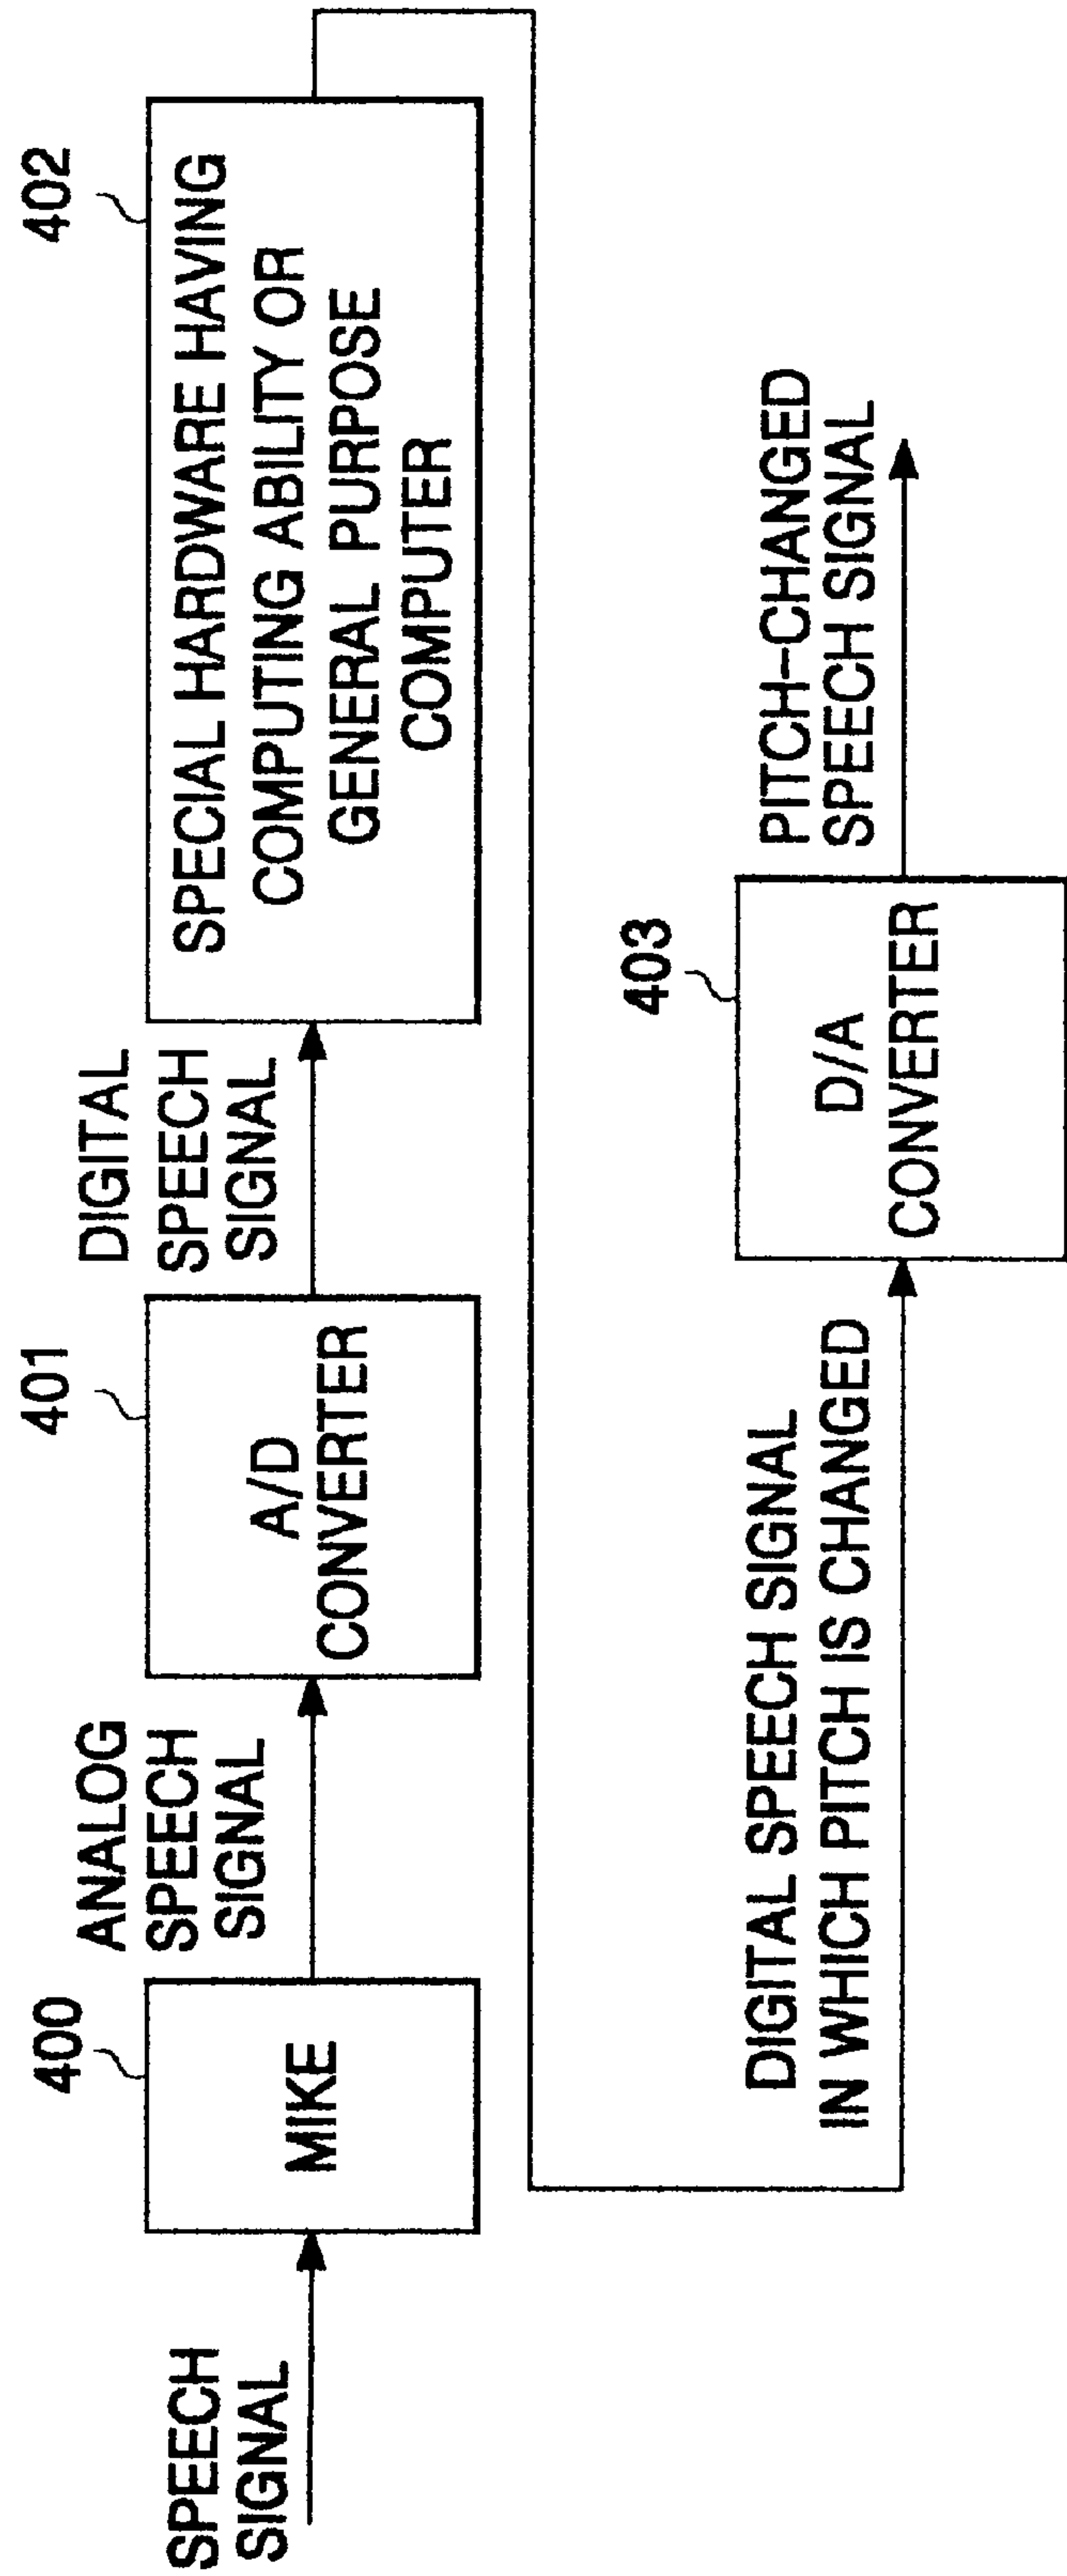 SPEECH
SIGNAL
400
MIKE
ANALOG
SPEECH
SIGNAL
401
A/D
CONVERTER
DIGITAL
SPEECH
SIGNAL
402
SPECIAL HARDWARE HAVING
COMPUTING ABILITY OR
GENERAL PURPOSE
COMPUTER
DIGITAL SPEECH SIGNAL
IN WHICH PITCH IS CHANGED
403
D/A
CONVERTER
PITCH-CHANGED
SPEECH SIGNAL